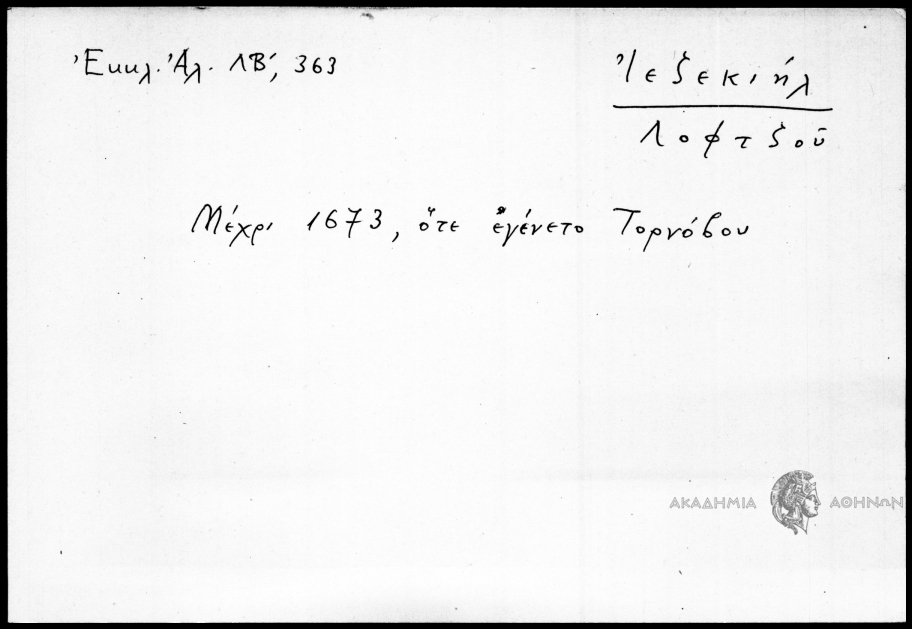 Ἐκκλ. Ἀλ. ΛΒ', 363
Ἰεζεκιήλ
Λοφτζοῦ
Μέχρι 1673, ὅτε ἐγένετο Τορνόβου
ΑΚΑΔΗΜΙΑ ΑΘΗΝΩΝ